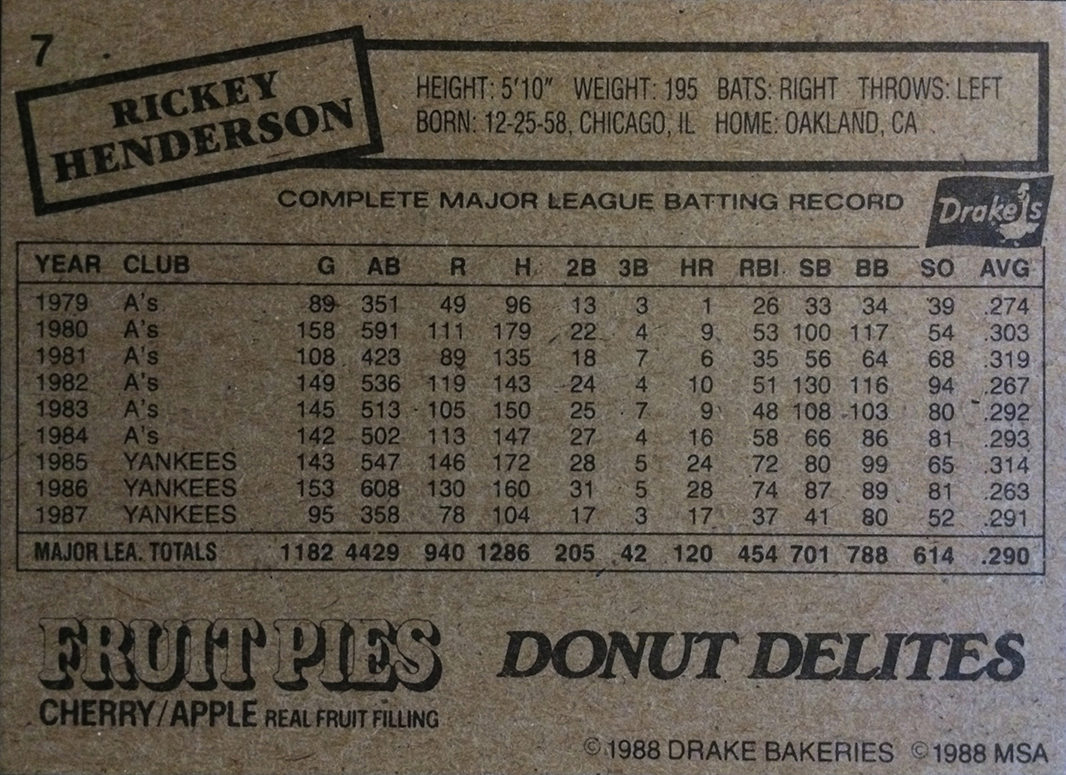 7
RICKEY
HENDERSON
HEIGHT: 5'10" WEIGHT: 195 BATS: RIGHT THROWS: LEFT
BORN: 12-25-58, CHICAGO, IL HOME: OAKLAND, CA
COMPLETE MAJOR LEAGUE BATTING RECORD
Drake's
YEAR CLUB G AB R H 2B 3B HR RBI SB BB SO AVG
1979 A's 89 351 49 96 13 3 1 26 33 34 39 .274
1980 A's 158 591 111 179 22 4 9 53 100 117 54 .303
1981 A's 108 423 89 135 18 7 6 35 56 64 68 .319
1982 A's 149 536 119 143 24 4 10 51 130 116 94 .267
1983 A's 145 513 105 150 25 7 9 48 108 103 80 .292
1984 A's 142 502 113 147 27 4 16 58 66 86 81 .293
1985 YANKEES 143 547 146 172 28 5 24 72 80 99 65 .314
1986 YANKEES 153 608 130 160 31 5 28 74 87 89 81 .263
1987 YANKEES 95 358 78 104 17 3 17 37 41 80 52 .291
MAJOR LEA. TOTALS 1182 4429 940 1286 205 42 120 454 701 788 614 .290
FRUIT PIES
CHERRY/APPLE REAL FRUIT FILLING
DONUT DELITES
©1988 DRAKE BAKERIES ©1988 MSA